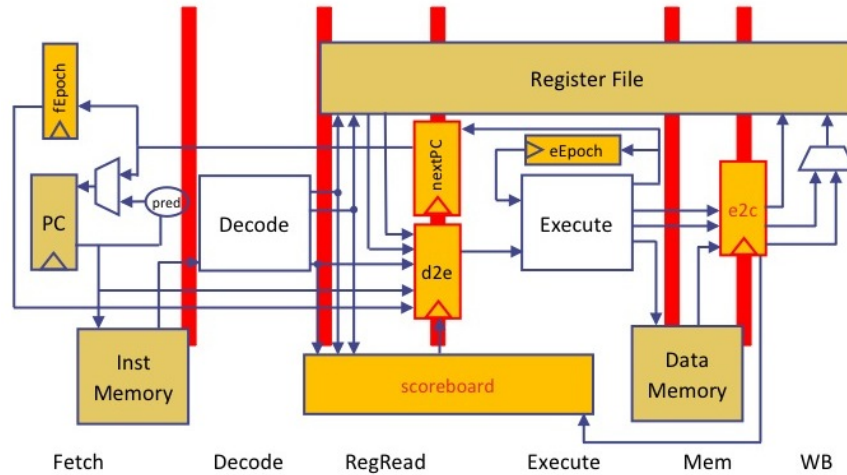 Register File
fEpoch
nextPC
eEpoch
PC
pred
Decode
Execute
e2c
d2e
Inst
Memory
scoreboard
Data
Memory
Fetch
Decode
RegRead
Execute
Mem
WB